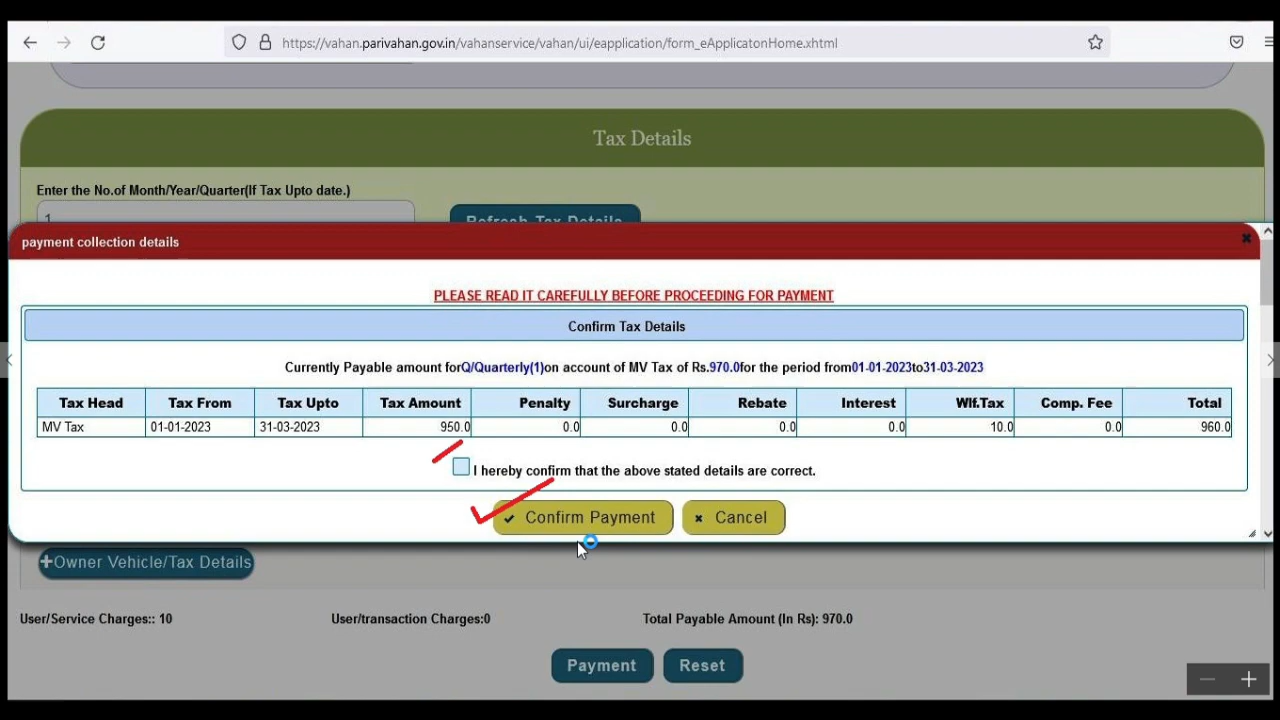 https://vahan.parivahan.gov.in/vahanservice/vahan/ui/eapplication/form_eApplicatonHome.xhtml
Tax Details
Enter the No.of Month/Year/Quarter(If Tax Upto date.)
1
Refresh Tax Details
payment collection details
PLEASE READ IT CAREFULLY BEFORE PROCEEDING FOR PAYMENT
Confirm Tax Details
Currently Payable amount forQ/Quarterly(1)on account of MV Tax of Rs.970.0for the period from01-01-2023to31-03-2023
Tax Head Tax From Tax Upto Tax Amount Penalty Surcharge Rebate Interest Wlf.Tax Comp. Fee Total
MV Tax 01-01-2023 31-03-2023 950.0 0.0 0.0 0.0 0.0 10.0 0.0 960.0
I hereby confirm that the above stated details are correct.
Confirm Payment Cancel
+Owner Vehicle/Tax Details
User/Service Charges:: 10 User/transaction Charges:0 Total Payable Amount (In Rs): 970.0
Payment Reset